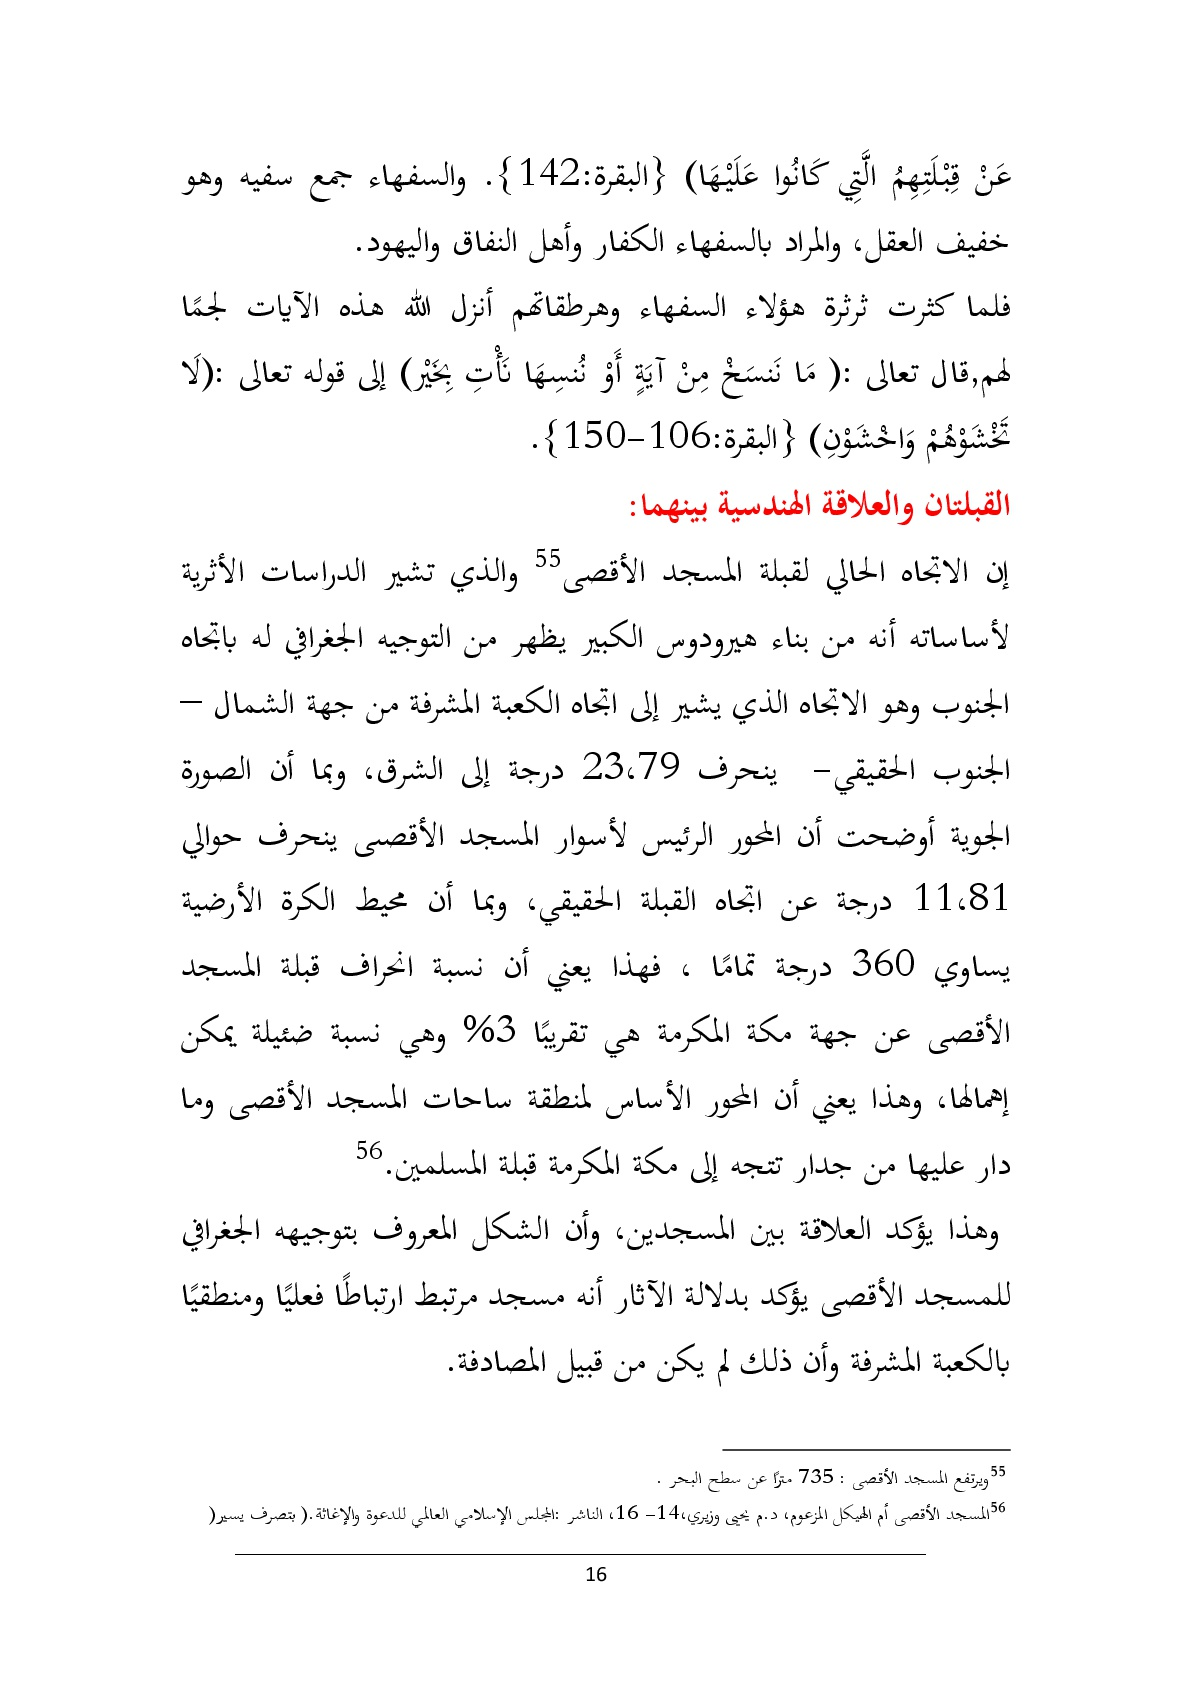 عَنْ قِبْلَتِهِمُ الَّتِي كَانُوا عَلَيْهَا) {البقرة:142}. والسفهاء جمع سفيه وهو
خفيف العقل، والمراد بالسفهاء الكفار وأهل النفاق واليهود.
فلما كثرت ثرثرة هؤلاء السفهاء وهرطقاتهم أنزل الله هذه الآيات لجمًا
لهم,قال تعالى :( مَا نَنسَخْ مِنْ آيَةٍ أَوْ نُنسِهَا نَأْتِ بِخَيْر) إلى قوله تعالى :(لَا
تَخْشَوْهُمْ وَاخْشَوْنِ) {البقرة:106–150}.
القبلتان والعلاقة الهندسية بينهما:
إن الاتجاه الحالي لقبلة المسجد الأقصى55 والذي تشير الدراسات الأثرية
لأساساته أنه من بناء هيرودوس الكبير يظهر من التوجيه الجغرافي له باتجاه
الجنوب وهو الاتجاه الذي يشير إلى اتجاه الكعبة المشرفة من جهة الشمال –
الجنوب الحقيقي– ينحرف 23،79 درجة إلى الشرق، وبما أن الصورة
الجوية أوضحت أن المحور الرئيس لأسوار المسجد الأقصى ينحرف حوالي
11،81 درجة عن اتجاه القبلة الحقيقي، وبما أن محيط الكرة الأرضية
يساوي 360 درجة تمامًا ، فهذا يعني أن نسبة انحراف قبلة المسجد
الأقصى عن جهة مكة المكرمة هي تقريبًا 3% وهي نسبة ضئيلة يمكن
إهمالها، وهذا يعني أن المحور الأساس لمنطقة ساحات المسجد الأقصى وما
دار عليها من جدار تتجه إلى مكة المكرمة قبلة المسلمين.56
وهذا يؤكد العلاقة بين المسجدين، وأن الشكل المعروف بتوجيهه الجغرافي
للمسجد الأقصى يؤكد بدلالة الآثار أنه مسجد مرتبط ارتباطًا فعليًا ومنطقيًا
بالكعبة المشرفة وأن ذلك لم يكن من قبيل المصادفة.
55ويرتفع المسجد الأقصى : 735 مترًا عن سطح البحر .
56المسجد الأقصى أم الهيكل المزعوم، د.م يحيى وزيري،14– 16، الناشر :المجلس الإسلامي العالمي للدعوة والإغاثة.( بتصرف يسير(
16